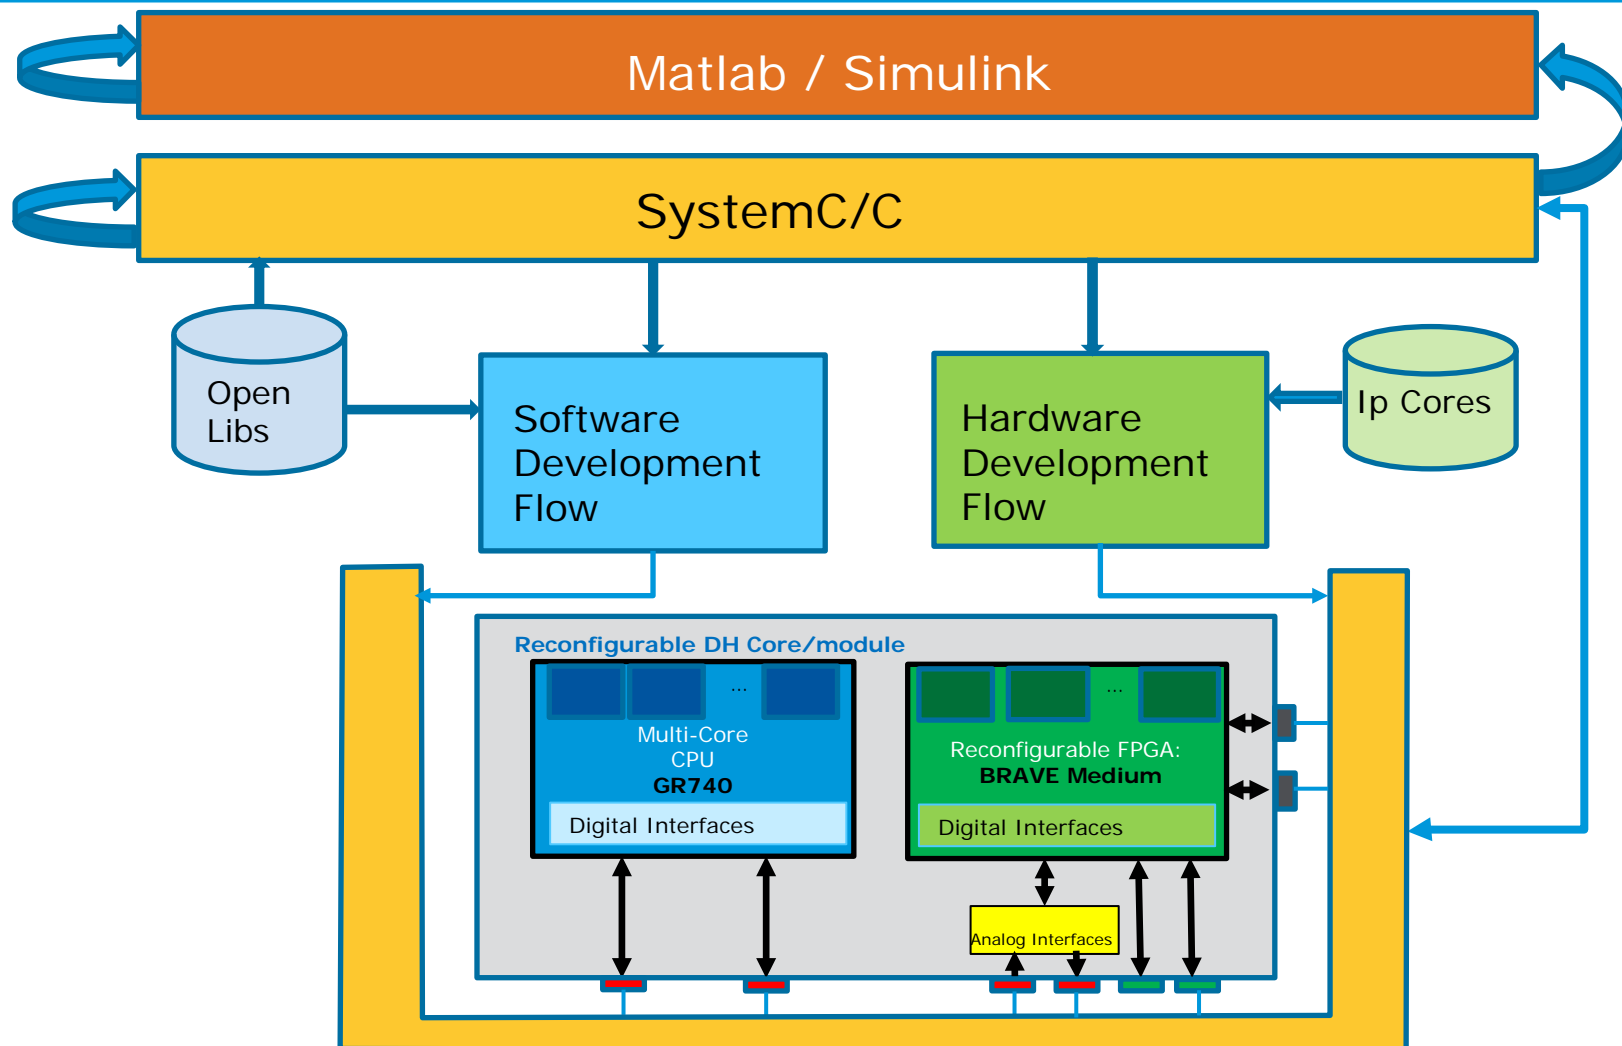 Matlab / Simulink
SystemC/C
Open
Libs
Software
Development
Flow
Hardware
Development
Flow
Ip Cores
Reconfigurable DH Core/module
...
Multi-Core
CPU
GR740
Digital Interfaces
...
Reconfigurable FPGA:
BRAVE Medium
Digital Interfaces
Analog Interfaces